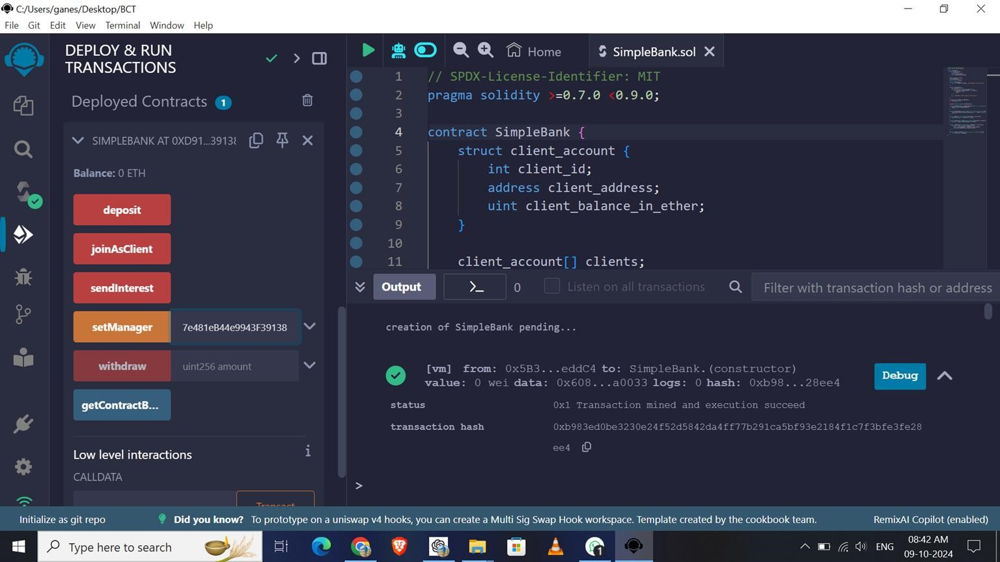 C:/Users/ganes/Desktop/BCT
File Git Edit View Terminal Window Help
DEPLOY & RUN
TRANSACTIONS
Deployed Contracts 1
SIMPLEBANK AT 0XD91...39138
Balance: 0 ETH
deposit
joinAsClient
sendInterest
setManager 7e481eB44e9943F39138
withdraw uint256 amount
getContractB...
Low level interactions i
CALLDATA
Transact
Home SimpleBank.sol
1 // SPDX-License-Identifier: MIT
2 pragma solidity >=0.7.0 <0.9.0;
3
4 contract SimpleBank {
5 struct client_account {
6 int client_id;
7 address client_address;
8 uint client_balance_in_ether;
9 }
10
11 client_account[] clients;
Output >_ 0 Listen on all transactions Filter with transaction hash or address
creation of SimpleBank pending...
[vm] from: 0x5B3...eddC4 to: SimpleBank.(constructor)
value: 0 wei data: 0x608...a0033 logs: 0 hash: 0xb98...28ee4
Debug
status 0x1 Transaction mined and execution succeed
transaction hash 0xb983ed0be3230e24f52d5842da4ff77b291ca5bf93e2184f1c7f3bfe3fe28
ee4
>
Initialize as git repo Did you know? To prototype on a uniswap v4 hooks, you can create a Multi Sig Swap Hook workspace. Template created by the cookbook team. RemixAI Copilot (enabled)
Type here to search 1 ENG 08:42 AM
09-10-2024